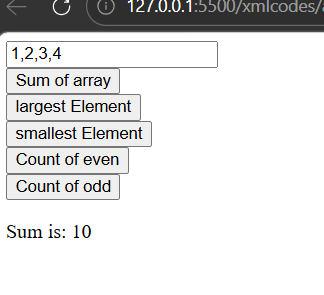 127.0.0.1:5500/xmlcodes/
1,2,3,4
Sum of array
largest Element
smallest Element
Count of even
Count of odd
Sum is: 10